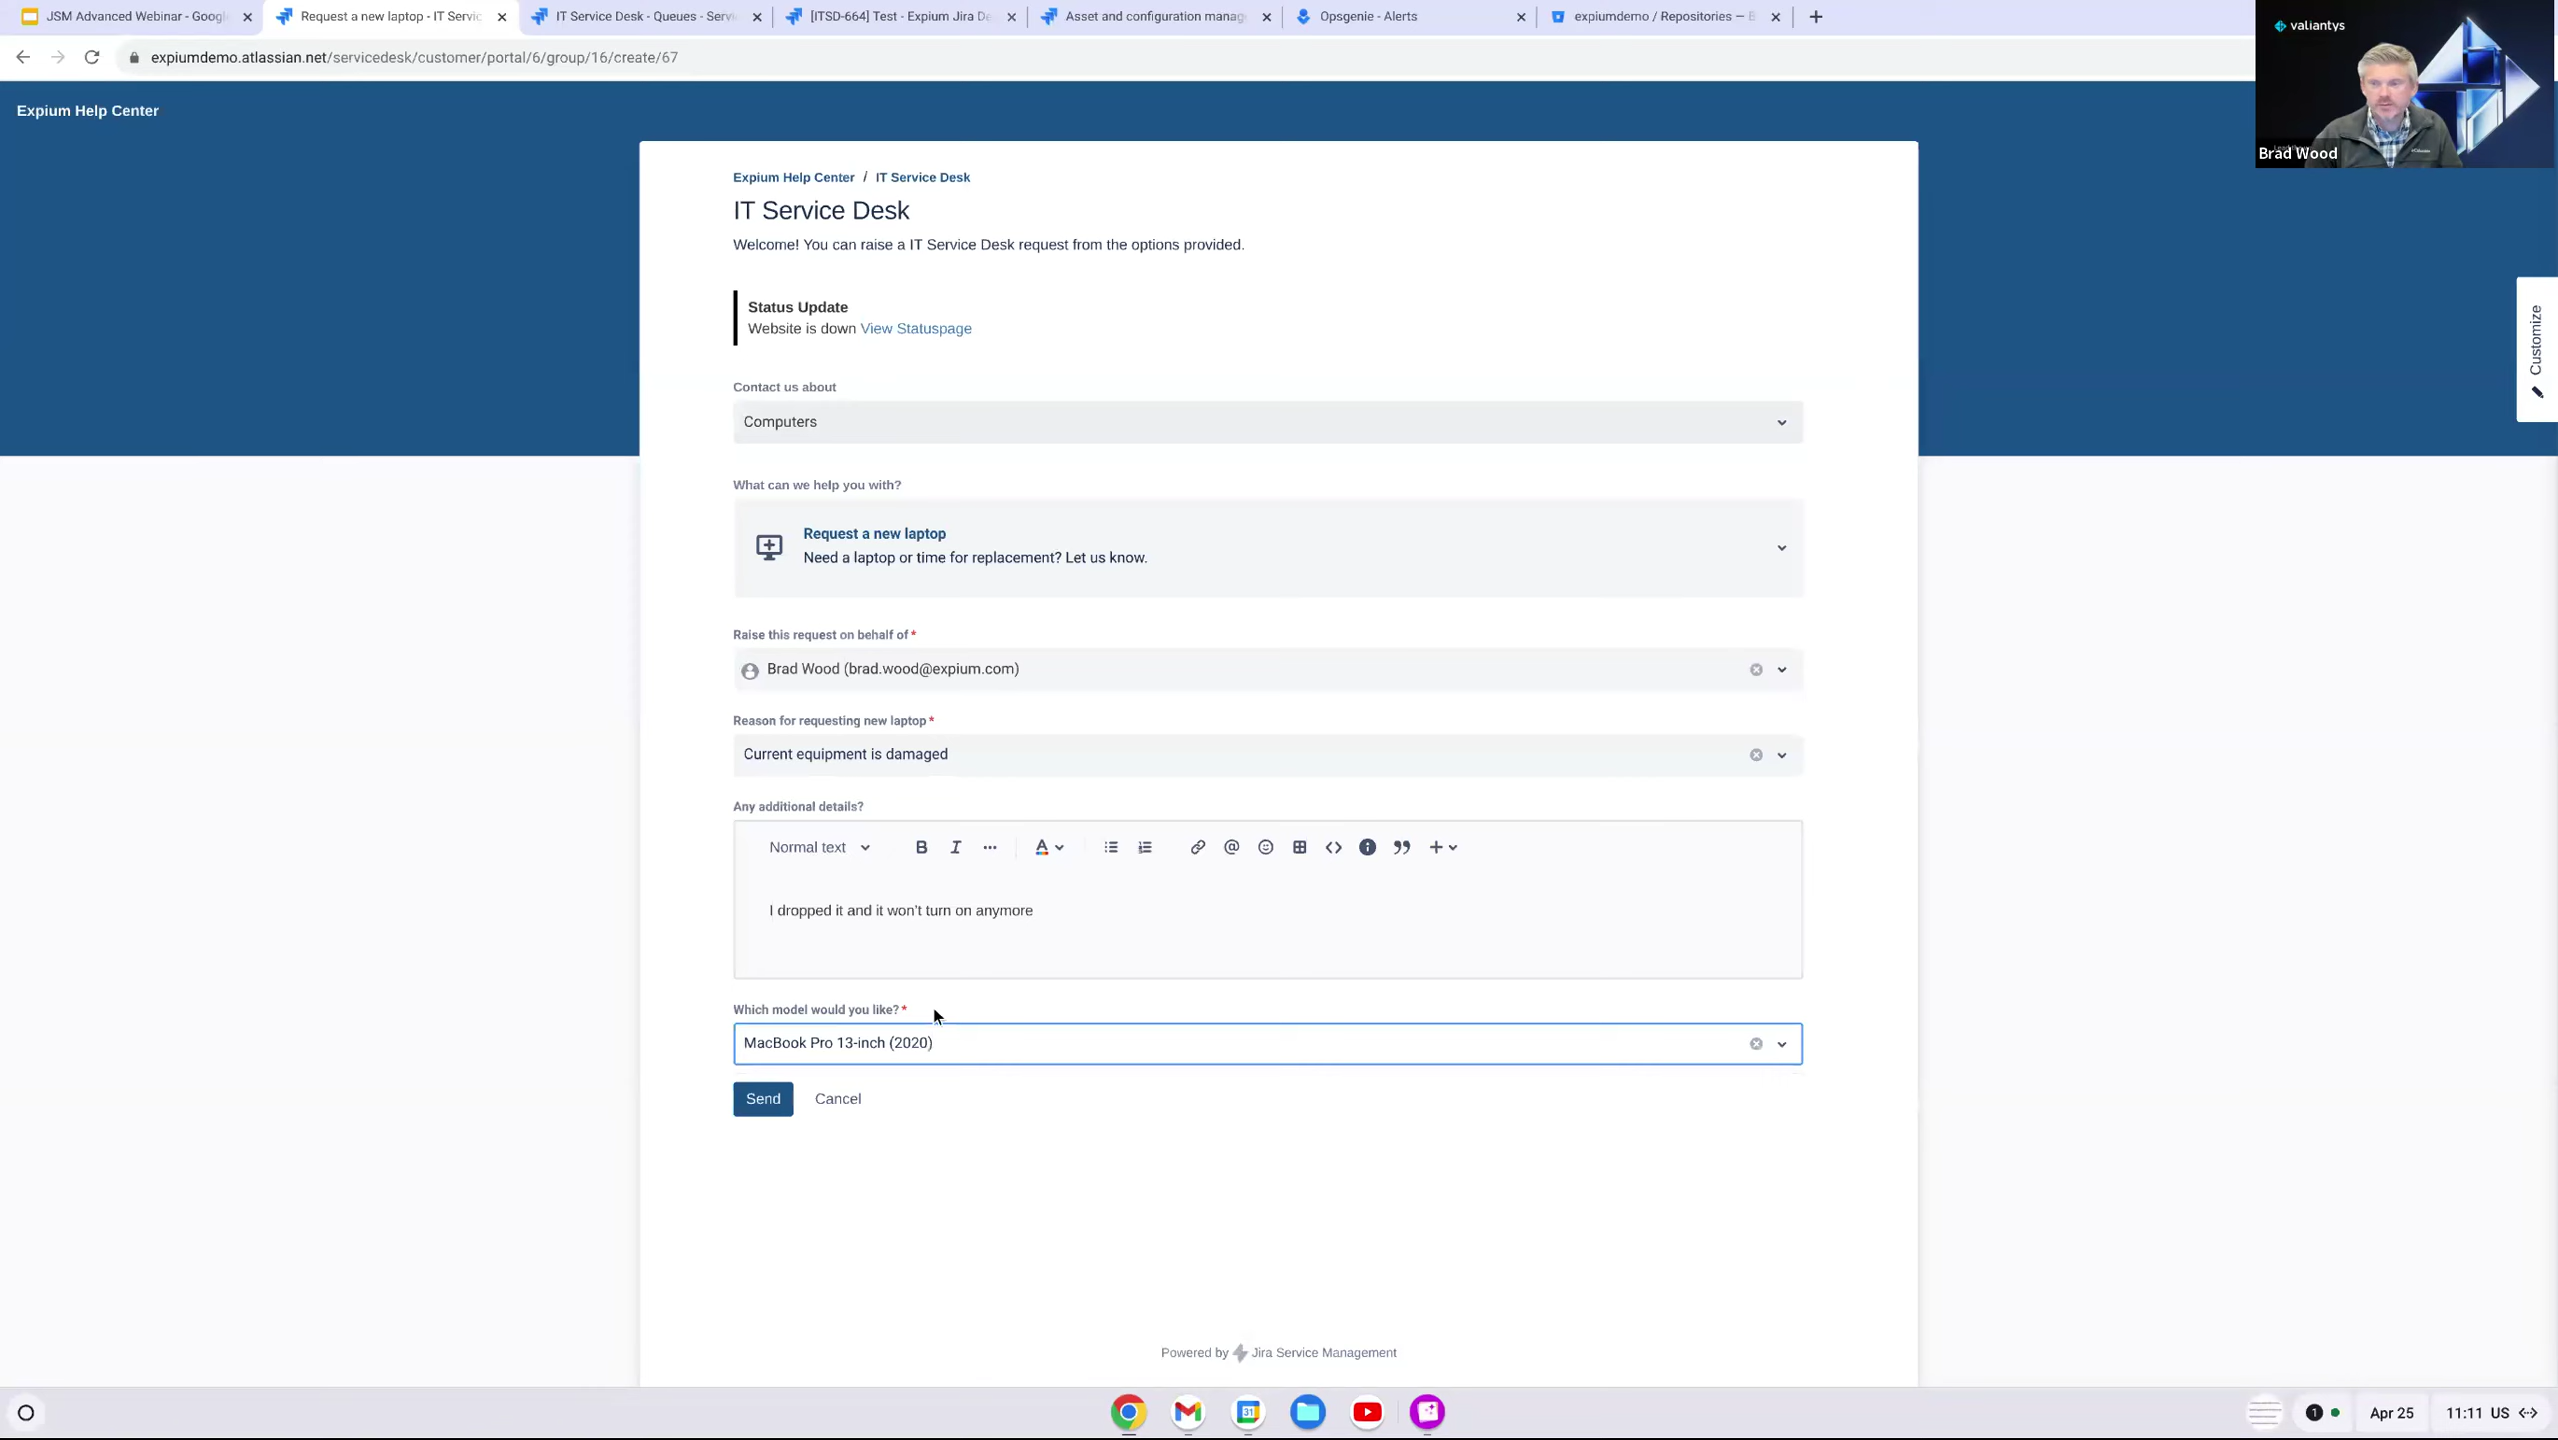 JSM Advanced Webinar - Google
Request a new laptop - IT Servic
IT Service Desk - Queues - Servi
[ITSD-664] Test - Expium Jira De
Asset and configuration manag
Opsgenie - Alerts
expiumdemo / Repositories — B
expiumdemo.atlassian.net/servicedesk/customer/portal/6/group/16/create/67
valiantys
Brad Wood
Expium Help Center
Customize
Expium Help Center / IT Service Desk
IT Service Desk
Welcome! You can raise a IT Service Desk request from the options provided.
Status Update
Website is down View Statuspage
Contact us about
Computers
What can we help you with?
Request a new laptop
Need a laptop or time for replacement? Let us know.
Raise this request on behalf of *
Brad Wood (brad.wood@expium.com)
Reason for requesting new laptop *
Current equipment is damaged
Any additional details?
Normal text B I ••• A
I dropped it and it won't turn on anymore
Which model would you like? *
MacBook Pro 13-inch (2020)
Send Cancel
Powered by Jira Service Management
31
1 Apr 25 11:11 US